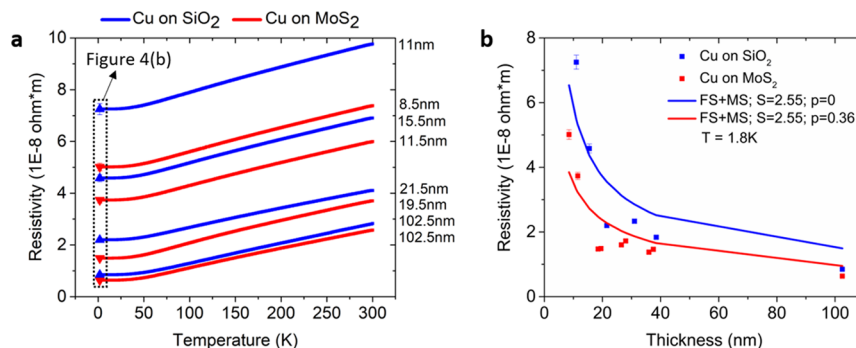 Cu on SiO2 Cu on MoS2
a
Figure 4(b)
10
8
6
4
2
0
Resistivity (1E-8 ohm*m)
0 50 100 150 200 250 300
Temperature (K)
11nm
8.5nm
15.5nm
11.5nm
21.5nm
19.5nm
102.5nm
102.5nm
b
8
6
4
2
0
Resistivity (1E-8 ohm*m)
Cu on SiO2
Cu on MoS2
FS+MS; S=2.55; p=0
FS+MS; S=2.55; p=0.36
T = 1.8K
0 20 40 60 80 100
Thickness (nm)